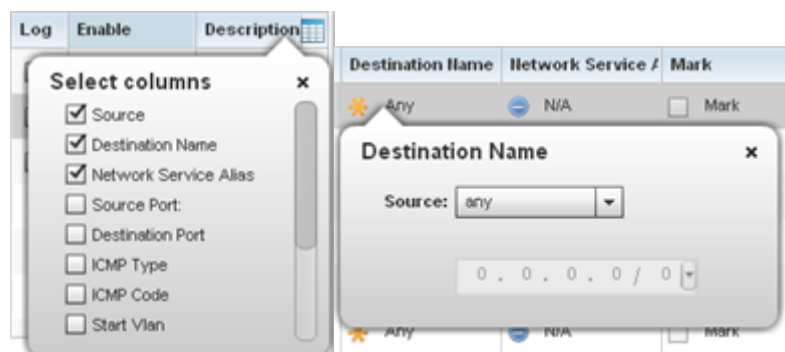 Log Enable Description
Select columns x
Source
Destination Name
Network Service Alias
Source Port:
Destination Port
ICMP Type
ICMP Code
Start Vlan
Destination Name Network Service A Mark
Any N/A Mark
Destination Name x
Source: any
0 . 0 . 0 . 0 / 0
Any N/A Mark